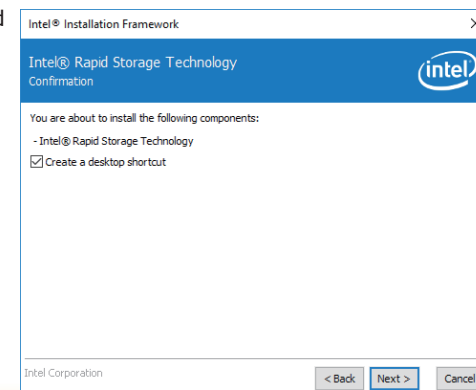 d
Intel® Installation Framework
Intel® Rapid Storage Technology
Confirmation
intel
You are about to install the following components:
- Intel® Rapid Storage Technology
Create a desktop shortcut
Intel Corporation
< Back Next > Cancel